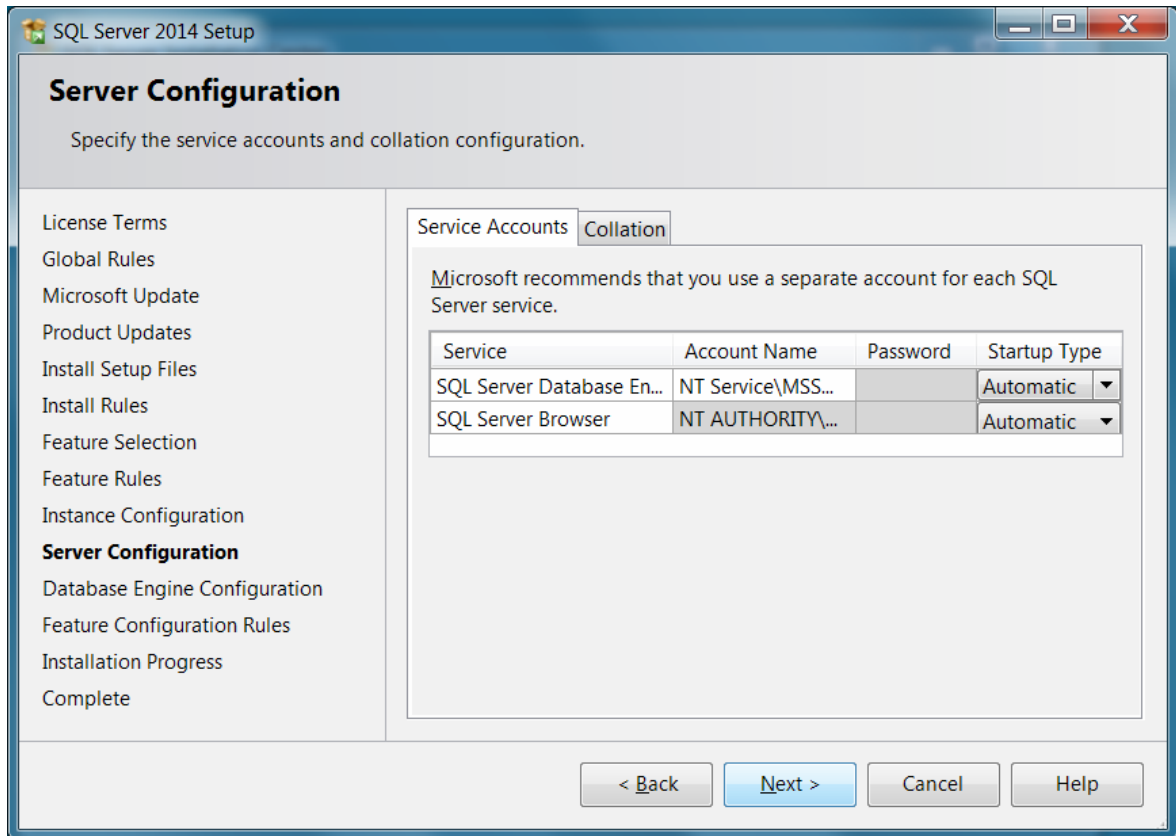 SQL Server 2014 Setup
Server Configuration
Specify the service accounts and collation configuration.
License Terms
Global Rules
Microsoft Update
Product Updates
Install Setup Files
Install Rules
Feature Selection
Feature Rules
Instance Configuration
Server Configuration
Database Engine Configuration
Feature Configuration Rules
Installation Progress
Complete
Service Accounts Collation
Microsoft recommends that you use a separate account for each SQL
Server service.
Service Account Name Password Startup Type
SQL Server Database En... NT Service\MSS... Automatic
SQL Server Browser NT AUTHORITY\... Automatic
< Back Next > Cancel Help